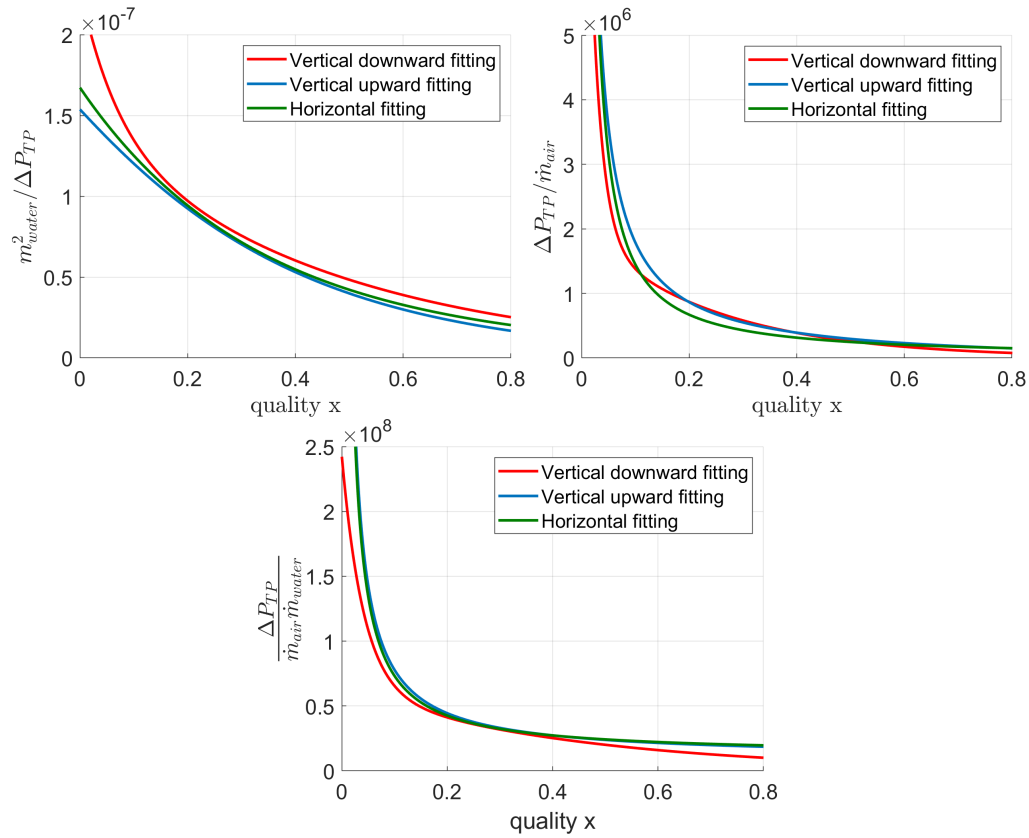 ×10⁻⁷
2
1.5
1
0.5
0
m²_water/ΔP_TP
0 0.2 0.4 0.6 0.8
quality x
Vertical downward fitting
Vertical upward fitting
Horizontal fitting
×10⁶
5
4
3
2
1
0
ΔP_TP/ṁ_air
0 0.2 0.4 0.6 0.8
quality x
Vertical downward fitting
Vertical upward fitting
Horizontal fitting
×10⁸
2.5
2
1.5
1
0.5
0
ΔP_TP
ṁ_air ṁ_water
0 0.2 0.4 0.6 0.8
quality x
Vertical downward fitting
Vertical upward fitting
Horizontal fitting